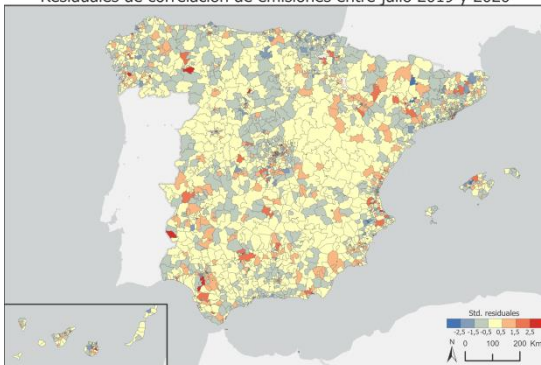 Residuales de correlación de emisiones entre julio 2019 y 2020
Std. residuales
-2,5 -1,5 -0,5 0,5 1,5 2,5
N 0 100 200 Km